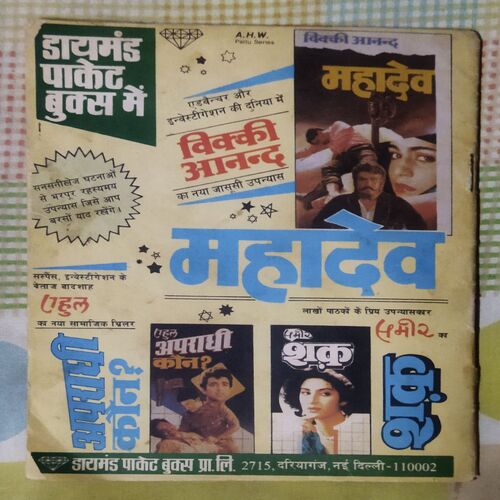 डायमंड
पाकेट
बुक्स में
A.H.W.
Pailu Series
एडवैन्चर और
इन्वेस्टीगेशन की दुनिया में
विक्की
आनन्द
का नया जासूसी उपन्यास
सनसनीखेज घटनाओं
से भरपूर रहस्यमय
उपन्यास जिसे आप
बरसों याद रखेंगे।
विक्की आनन्द
महादेव
महादेव
सस्पैंस, इन्वेस्टीगेशन के
बेताज बादशाह
राहुल
का नया सामाजिक थ्रिलर
अपराधी
कौन?
राहुल
अपराधी
कौन?
लाखों पाठकों के प्रिय उपन्यासकार
समीर का
समीर
शक़
शक़
डायमंड पाकेट बुक्स प्रा.लि. 2715, दरियागंज, नई दिल्ली-110002